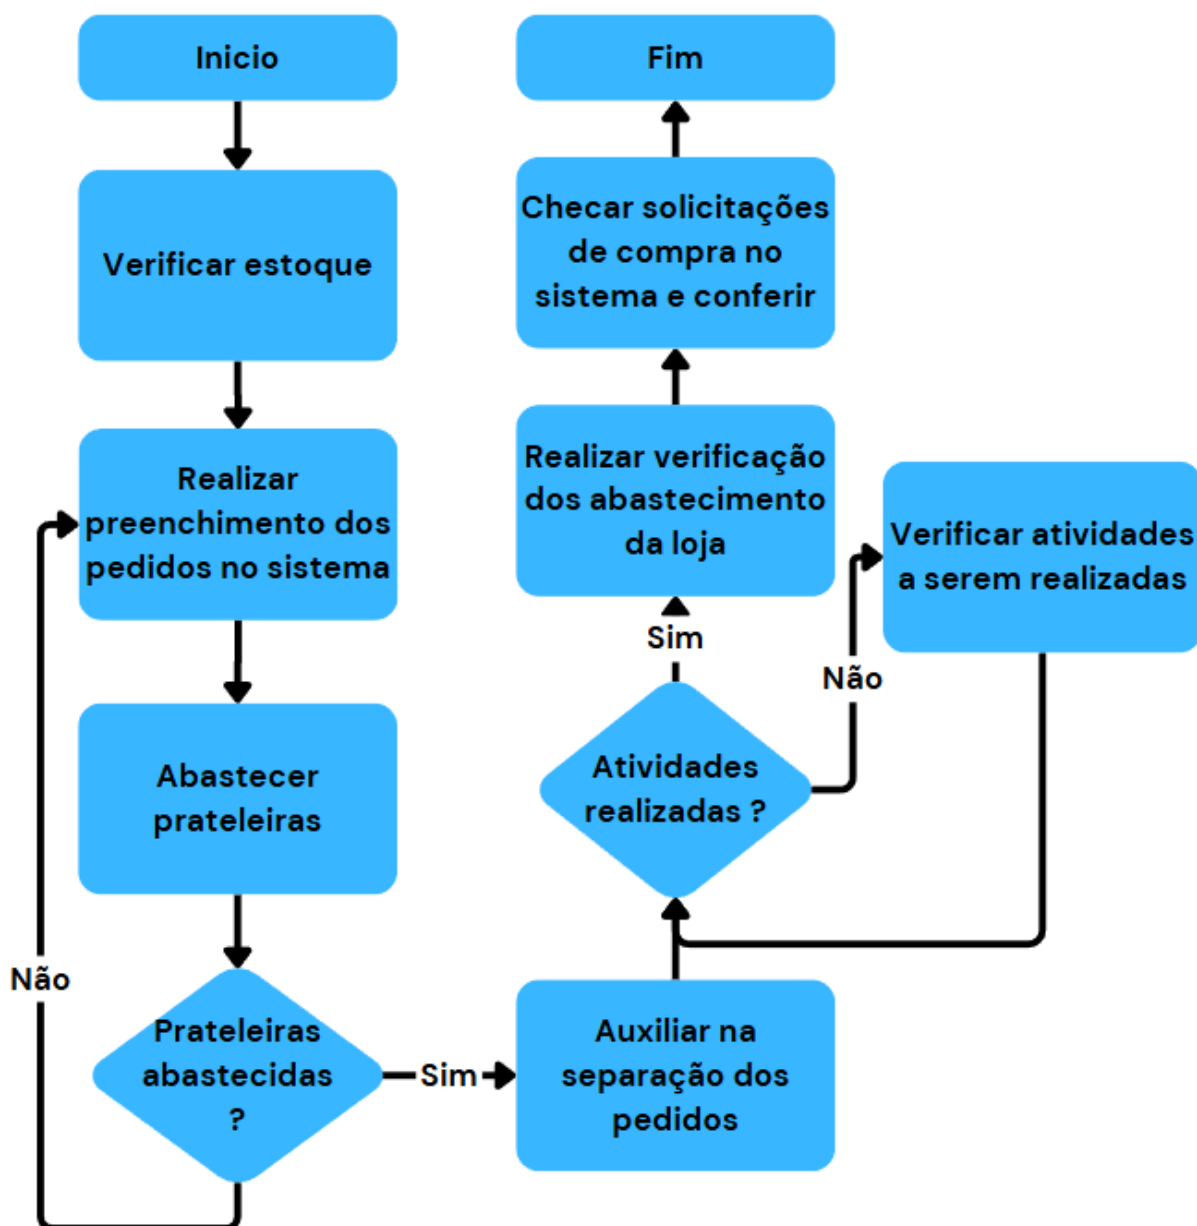 Inicio
Verificar estoque
Realizar
preenchimento dos
pedidos no sistema
Abastecer
prateleiras
Não
Prateleiras
abastecidas
?
Sim
Auxiliar na
separação dos
pedidos
Atividades
realizadas ?
Não
Verificar atividades
a serem realizadas
Sim
Realizar verificação
dos abastecimento
da loja
Checar solicitações
de compra no
sistema e conferir
Fim